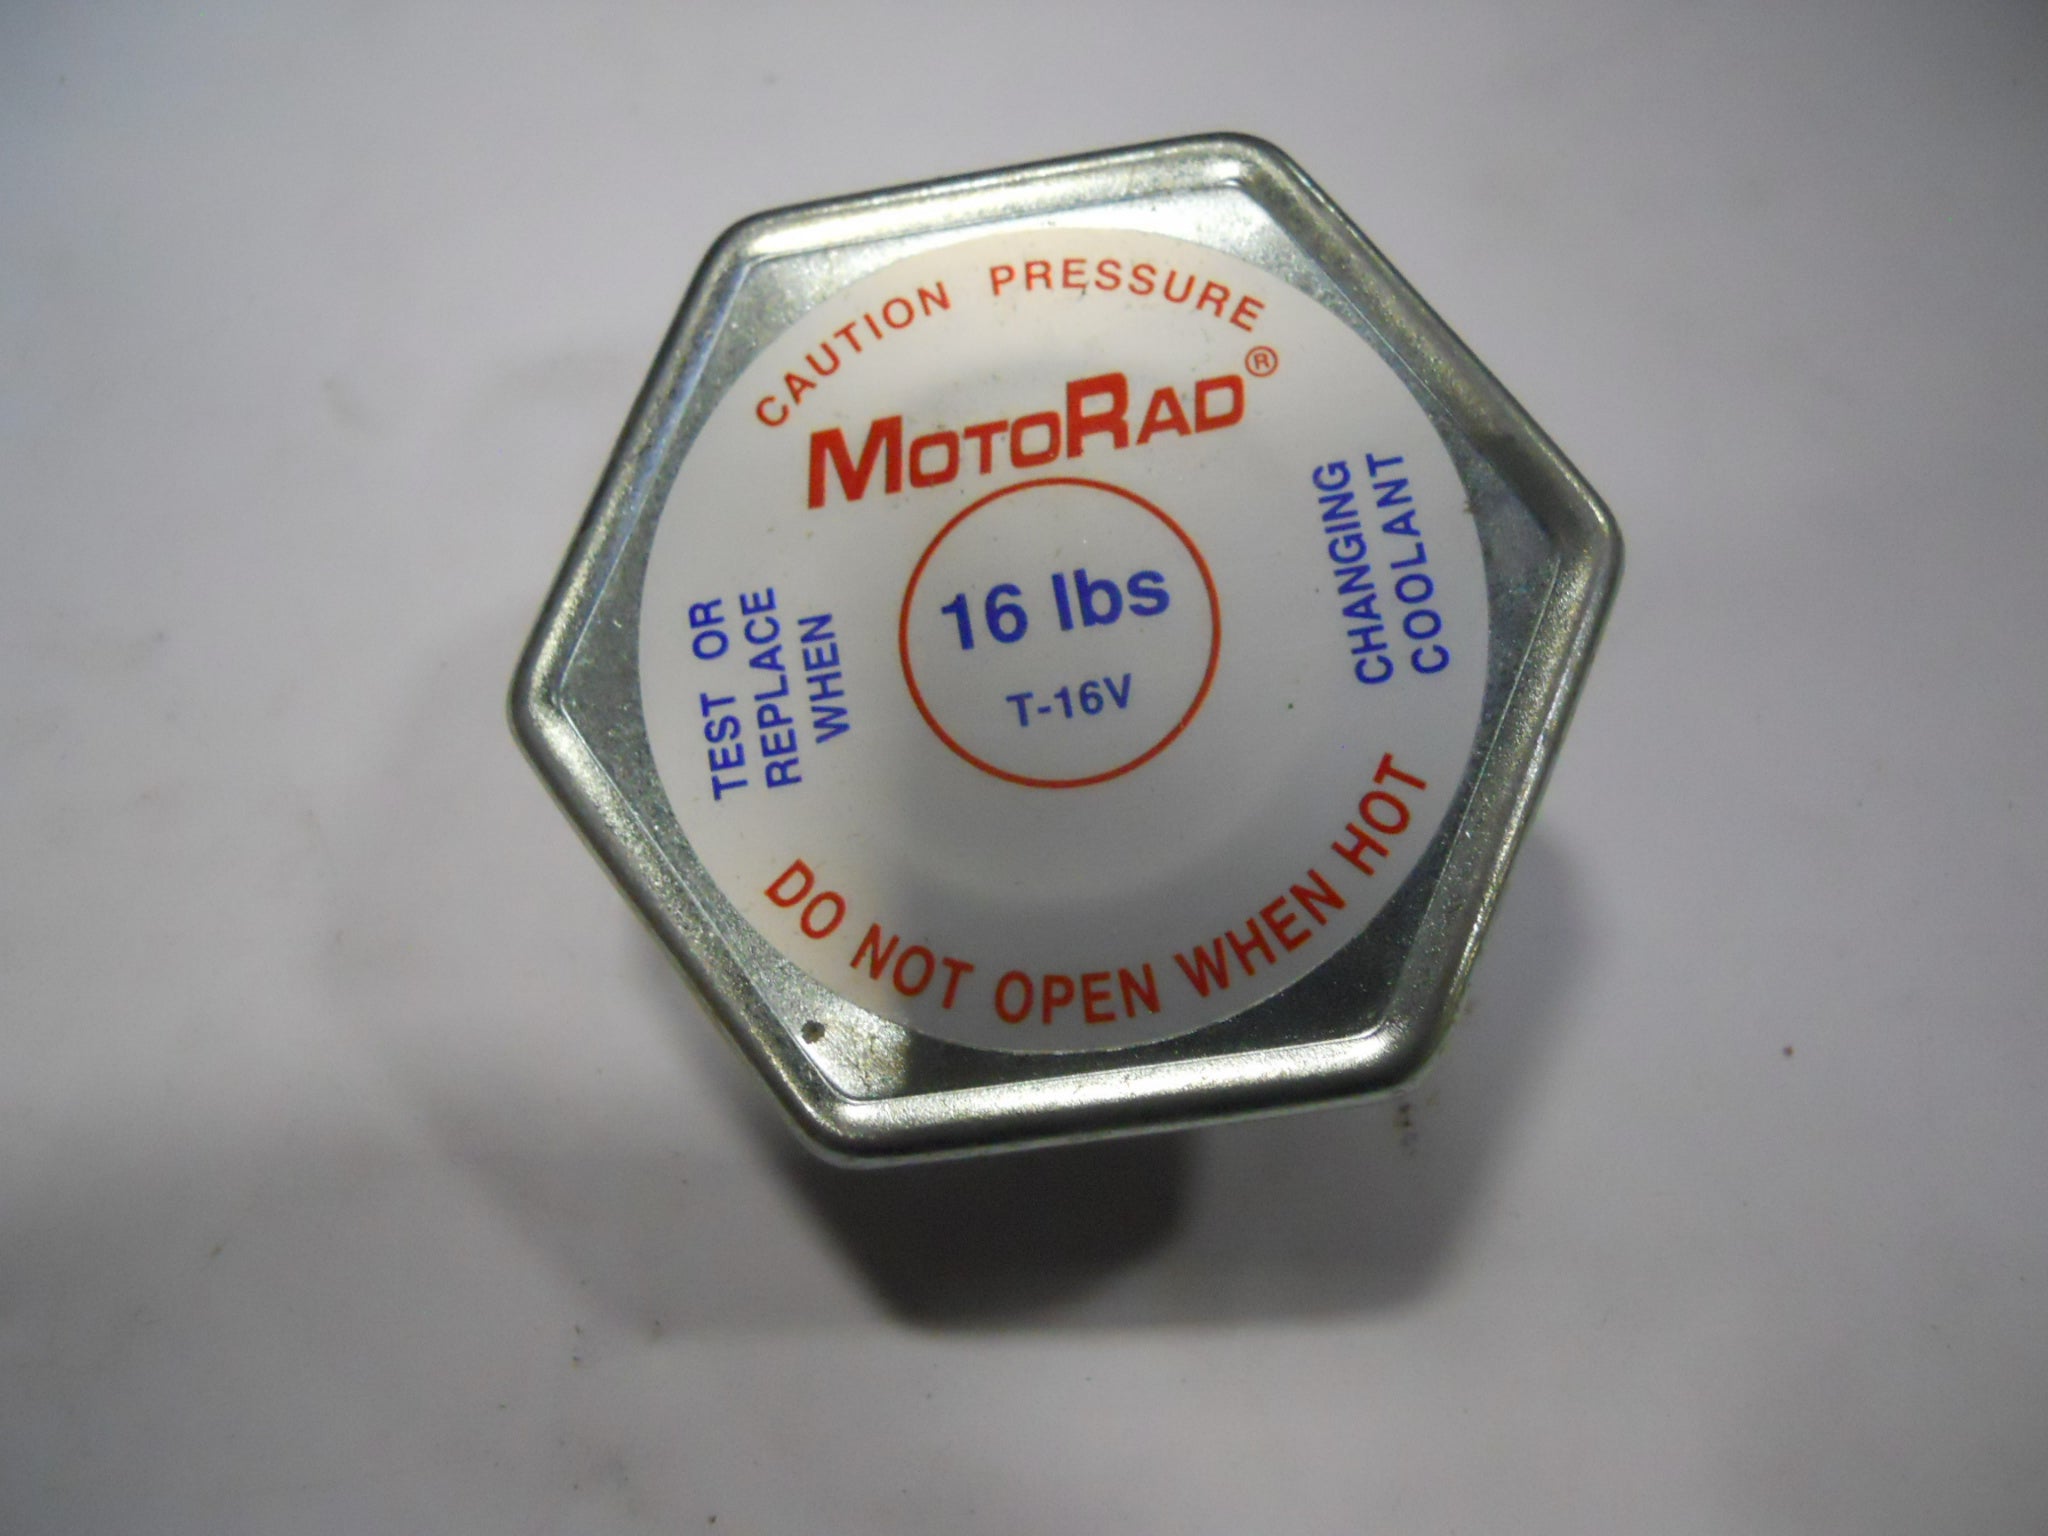 CAUTION PRESSURE
MOTORAD®
16 lbs
T-16V
TEST OR
REPLACE
WHEN
CHANGING
COOLANT
DO NOT OPEN WHEN HOT